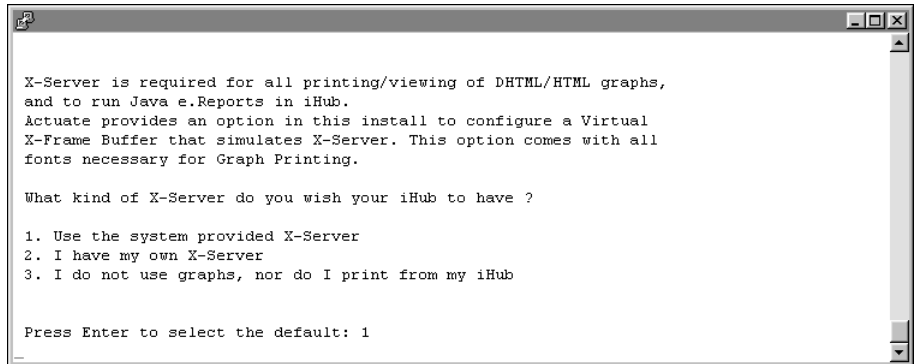 X-Server is required for all printing/viewing of DHTML/HTML graphs,
and to run Java e.Reports in iHub.
Actuate provides an option in this install to configure a Virtual
X-Frame Buffer that simulates X-Server. This option comes with all
fonts necessary for Graph Printing.
What kind of X-Server do you wish your iHub to have ?
1. Use the system provided X-Server
2. I have my own X-Server
3. I do not use graphs, nor do I print from my iHub
Press Enter to select the default: 1